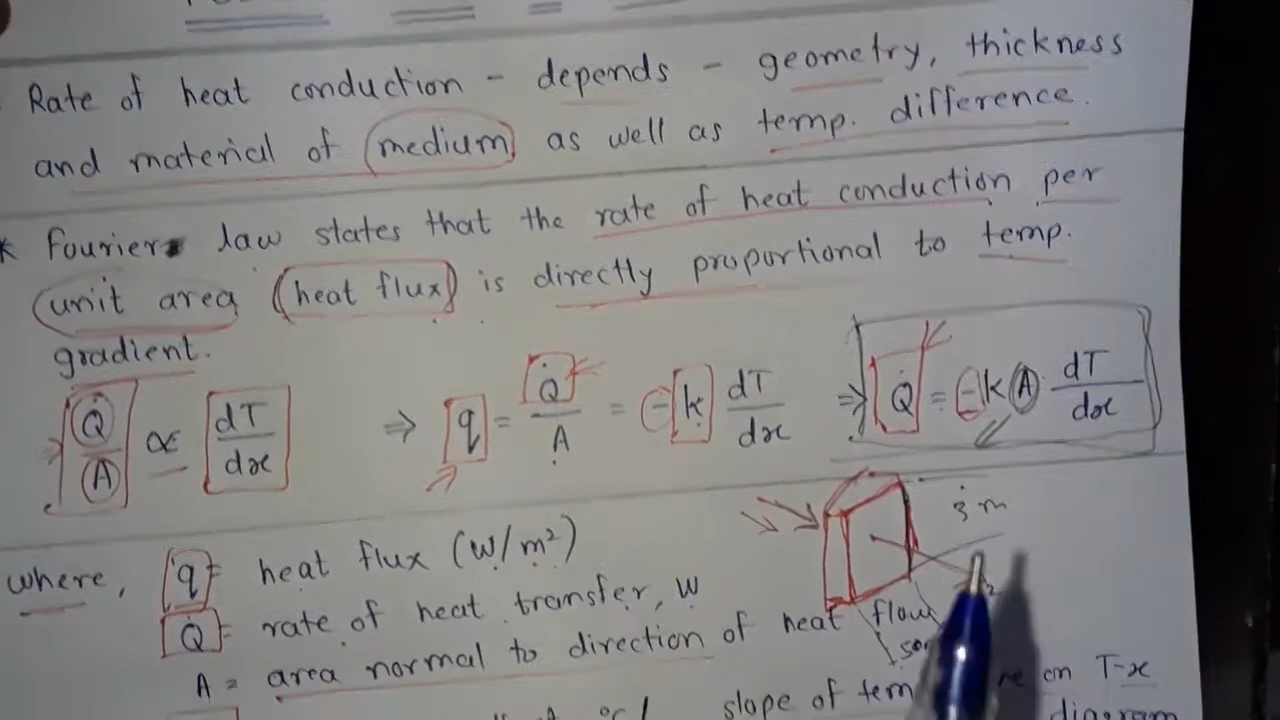 Rate of heat conduction - depends - geometry, thickness
and material of medium as well as temp. difference.
Fourier law states that the rate of heat conduction per
unit area (heat flux) is directly proportional to temp.
gradient.
Q̇/A ∝ dT/dx ⇒ q = Q̇/A = -k dT/dx ⇒ Q̇ = -kA dT/dx
3 m
where, q = heat flux (W/m²)
Q̇ = rate of heat transfer, W
A = area normal to direction of heat flow
slope of on T-x
diagram